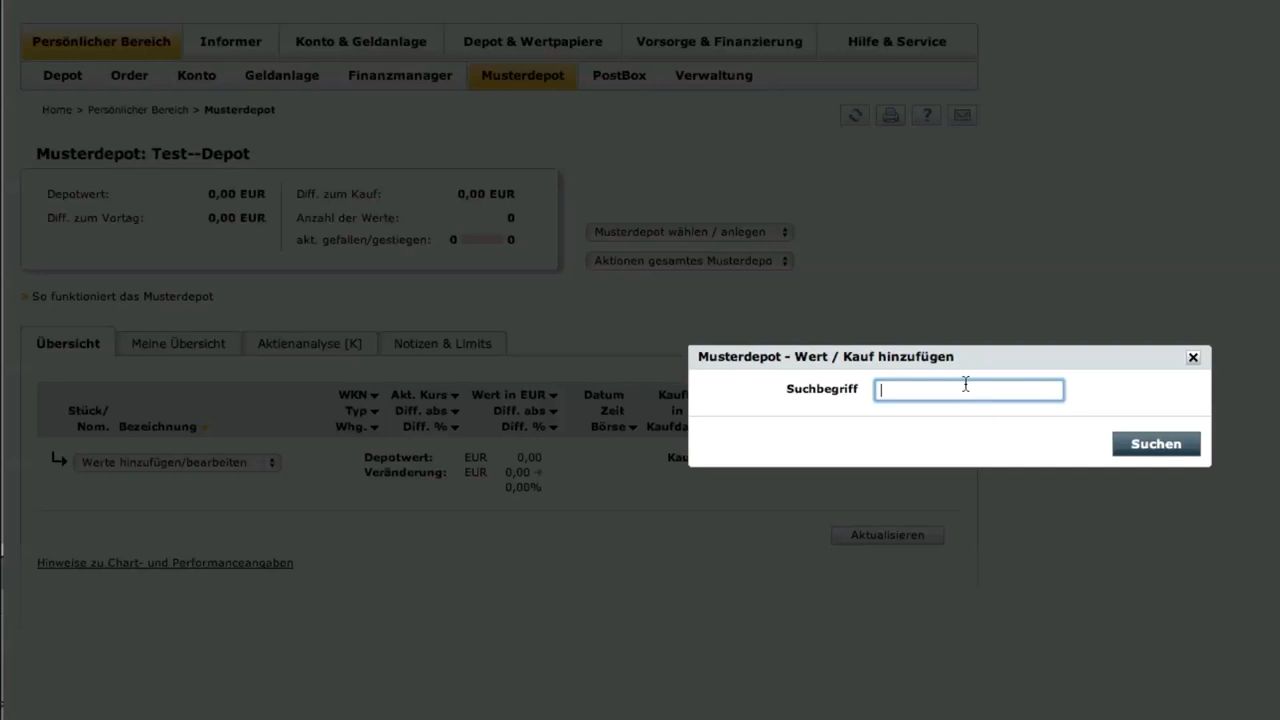 Persönlicher Bereich Informer Konto & Geldanlage Depot & Wertpapiere Vorsorge & Finanzierung Hilfe & Service
Depot Order Konto Geldanlage Finanzmanager Musterdepot PostBox Verwaltung
Home > Persönlicher Bereich > Musterdepot
?
Musterdepot: Test--Depot
Depotwert: 0,00 EUR Diff. zum Kauf: 0,00 EUR
Diff. zum Vortag: 0,00 EUR Anzahl der Werte: 0
akt. gefallen/gestiegen: 0 0
Musterdepot wählen / anlegen
Aktionen gesamtes Musterdepo
» So funktioniert das Musterdepot
Übersicht Meine Übersicht Aktienanalyse [K] Notizen & Limits
Musterdepot - Wert / Kauf hinzufügen
Suchbegriff
Suchen
WKN Akt. Kurs Wert in EUR Datum Kauf
Stück/ Typ Diff. abs Diff. abs Zeit in
Nom. Bezeichnung Whg. Diff. % Diff. % Börse Kaufda
Werte hinzufügen/bearbeiten
Depotwert: EUR 0,00 Kau
Veränderung: EUR 0,00
0,00%
Aktualisieren
Hinweise zu Chart- und Performanceangaben